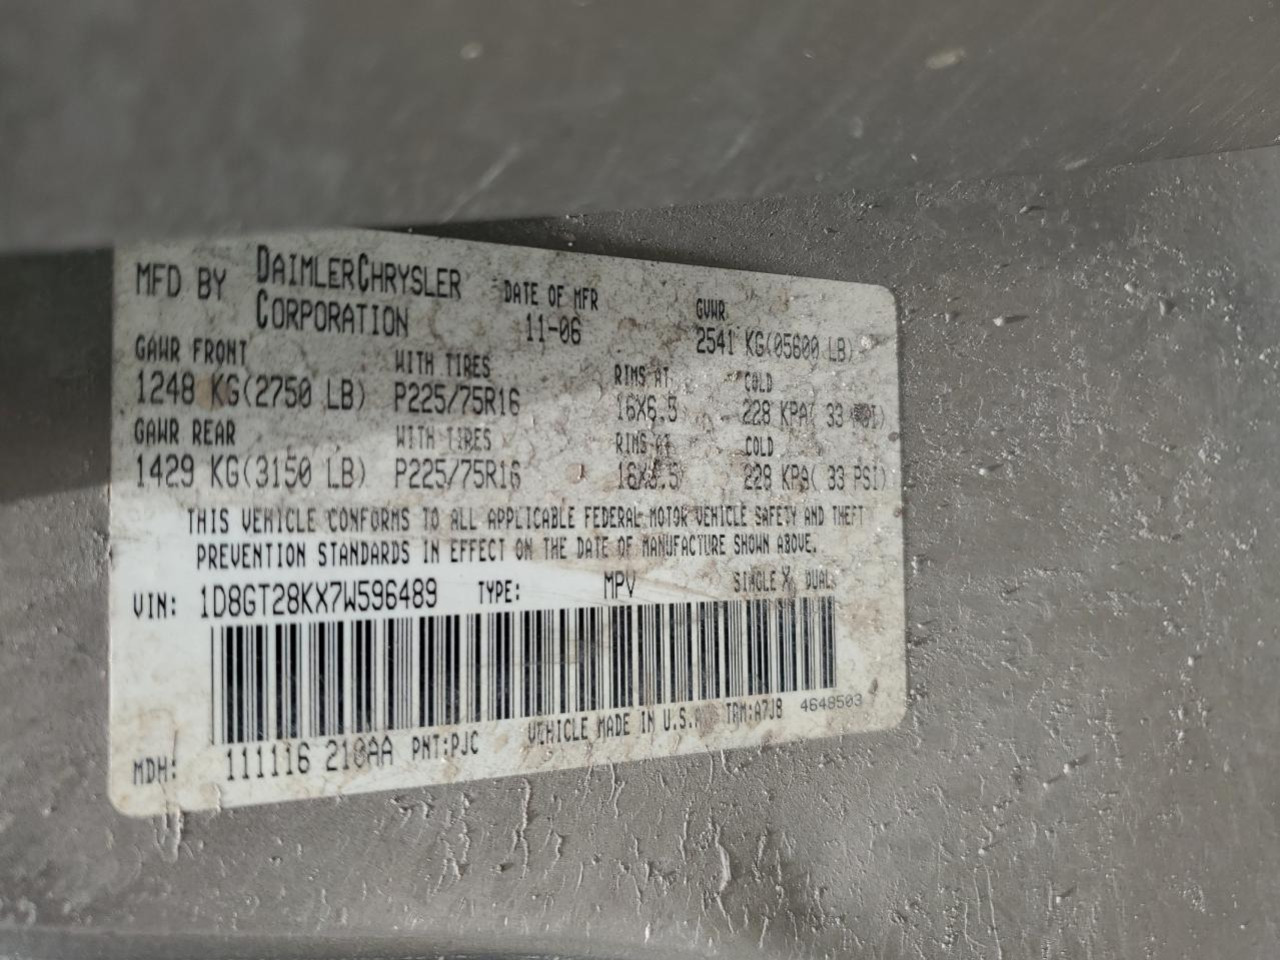 MFD BY DAIMLERCHRYSLER CORPORATION DATE OF MFR 11-06 GVWR 2541 KG(05600 LB)
GAWR FRONT WITH TIRES RIMS AT COLD
1248 KG(2750 LB) P225/75R16 16X6.5 228 KPA( 33 PSI)
GAWR REAR WITH TIRES RIMS AT COLD
1429 KG(3150 LB) P225/75R16 16X6.5 228 KPA( 33 PSI)
THIS VEHICLE CONFORMS TO ALL APPLICABLE FEDERAL MOTOR VEHICLE SAFETY AND THEFT
PREVENTION STANDARDS IN EFFECT ON THE DATE OF MANUFACTURE SHOWN ABOVE.
VIN: 1D8GT28KX7W596489 TYPE: MPV SINGLE X DUAL
MDH: 111116 210AA PNT:PJC VEHICLE MADE IN U.S.A TRM:A7J8 4648503